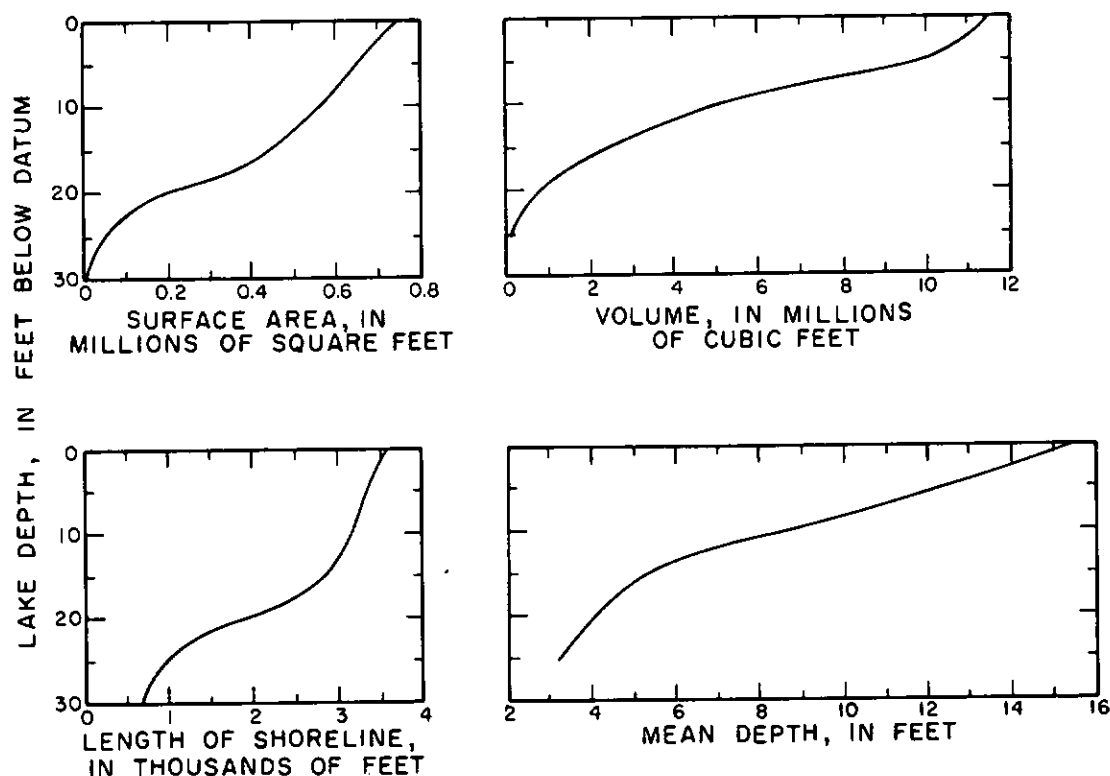 LAKE DEPTH, IN FEET BELOW DATUM
0
10
20
30
0 0.2 0.4 0.6 0.8
SURFACE AREA, IN
MILLIONS OF SQUARE FEET
0 2 4 6 8 10 12
VOLUME, IN MILLIONS
OF CUBIC FEET
0
10
20
30
0 1 2 3 4
LENGTH OF SHORELINE,
IN THOUSANDS OF FEET
2 4 6 8 10 12 14 16
MEAN DEPTH, IN FEET